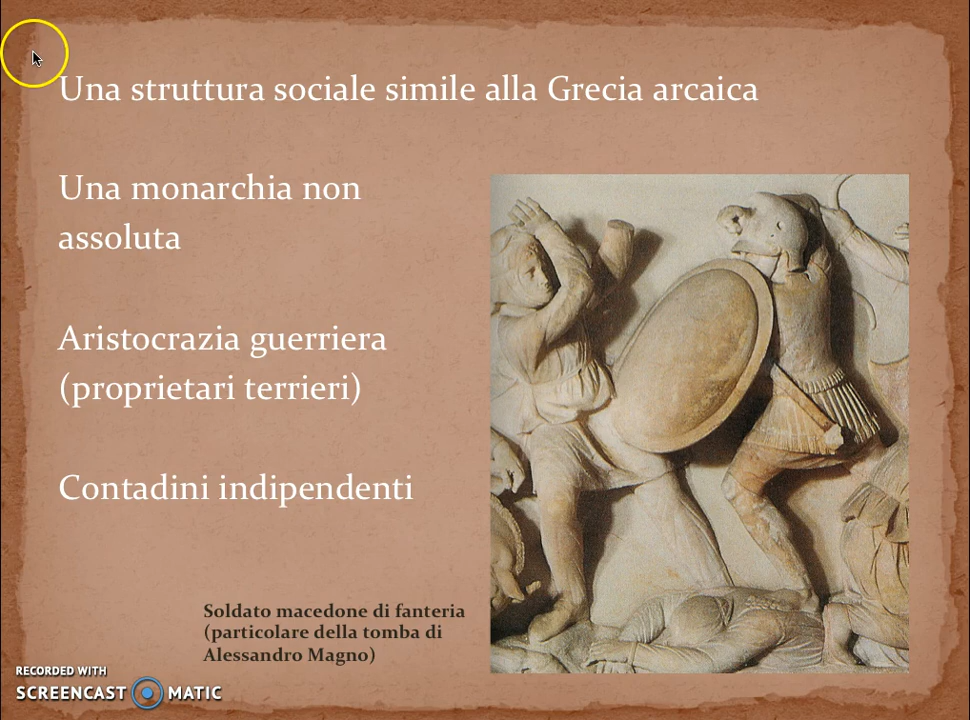 Una struttura sociale simile alla Grecia arcaica
Una monarchia non
assoluta
Aristocrazia guerriera
(proprietari terrieri)
Contadini indipendenti
Soldato macedone di fanteria
(particolare della tomba di
Alessandro Magno)
RECORDED WITH
SCREENCAST MATIC